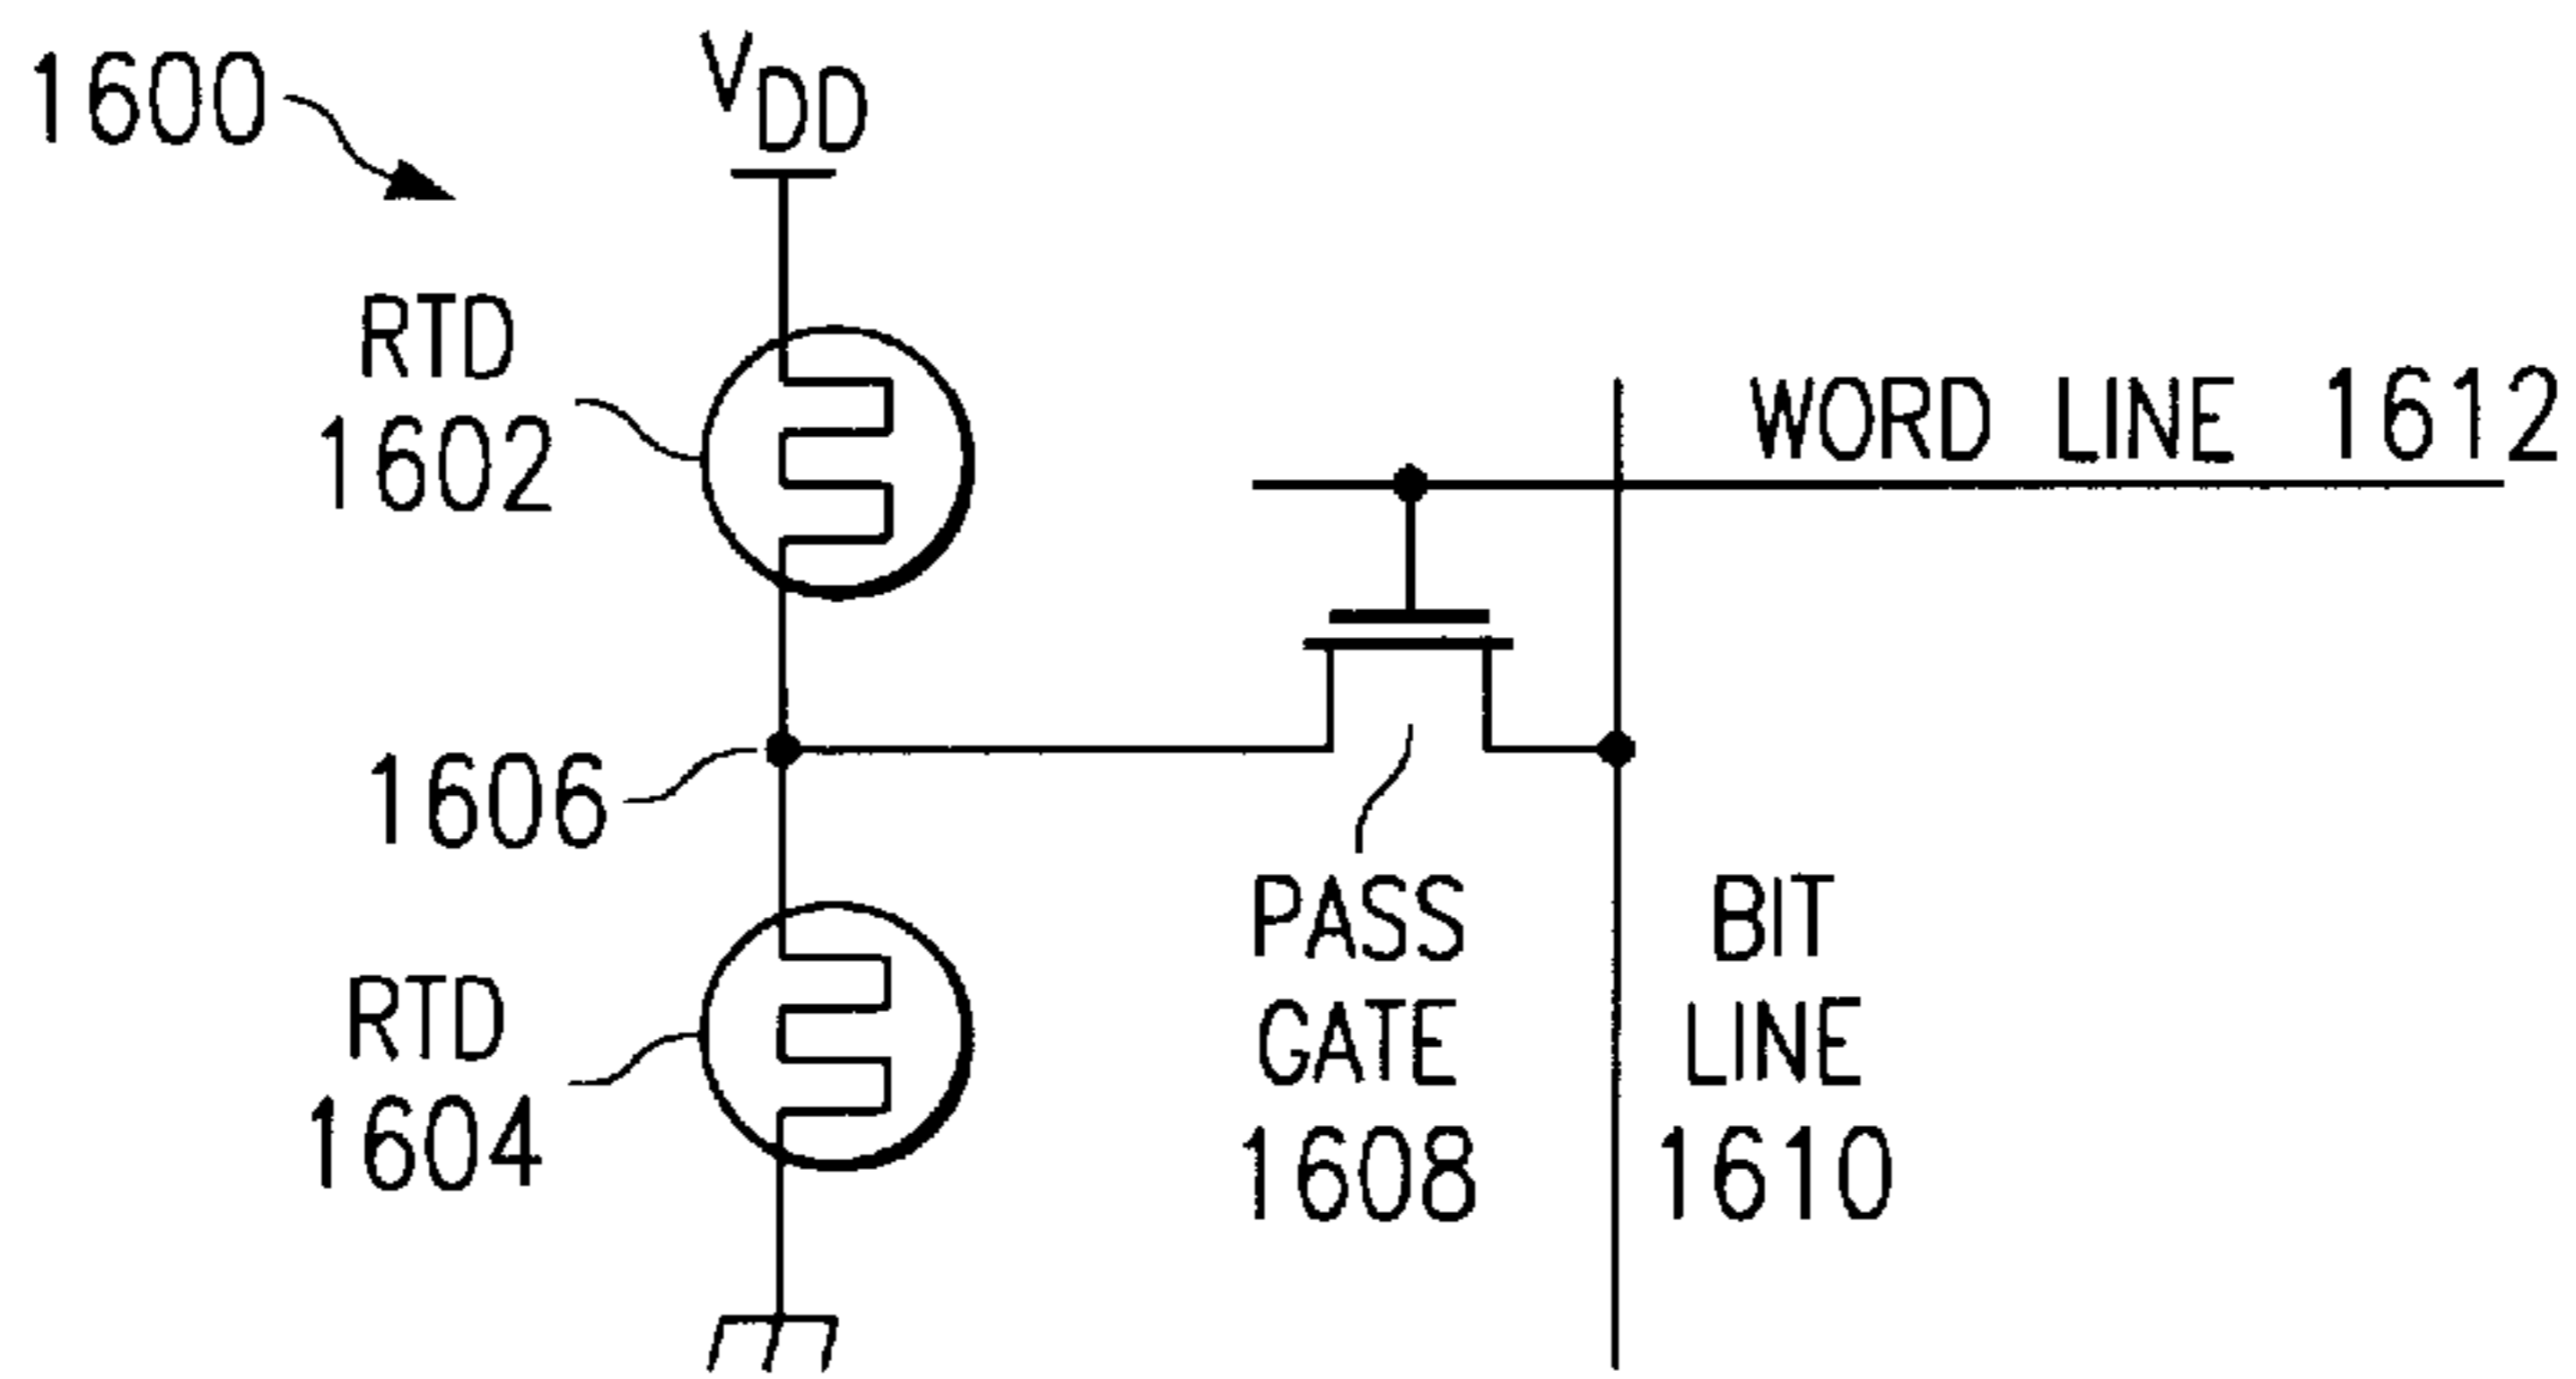 1600
VDD
RTD
1602
WORD LINE 1612
1606
PASS
GATE
1608
BIT
LINE
1610
RTD
1604